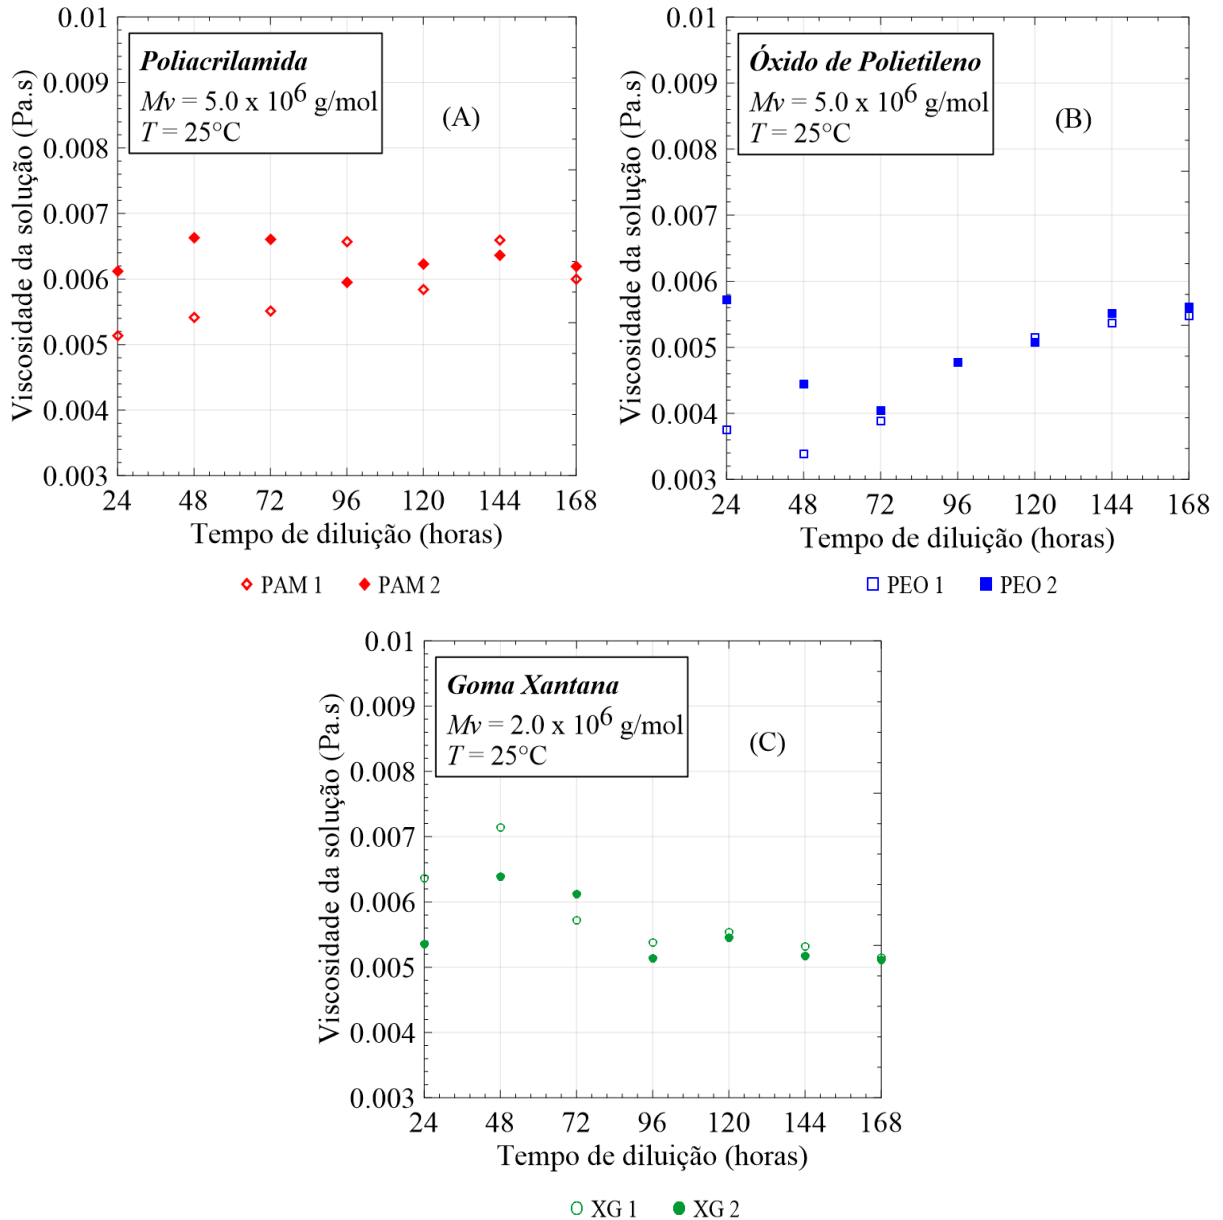 Poliacrilamida
Mv = 5.0 x 10⁶ g/mol
T = 25°C
(A)
Viscosidade da solução (Pa.s)
0.01
0.009
0.008
0.007
0.006
0.005
0.004
0.003
24 48 72 96 120 144 168
Tempo de diluição (horas)
PAM 1 PAM 2
Óxido de Polietileno
Mv = 5.0 x 10⁶ g/mol
T = 25°C
(B)
Viscosidade da solução (Pa.s)
0.01
0.009
0.008
0.007
0.006
0.005
0.004
0.003
24 48 72 96 120 144 168
Tempo de diluição (horas)
PEO 1 PEO 2
Goma Xantana
Mv = 2.0 x 10⁶ g/mol
T = 25°C
(C)
Viscosidade da solução (Pa.s)
0.01
0.009
0.008
0.007
0.006
0.005
0.004
0.003
24 48 72 96 120 144 168
Tempo de diluição (horas)
XG 1 XG 2